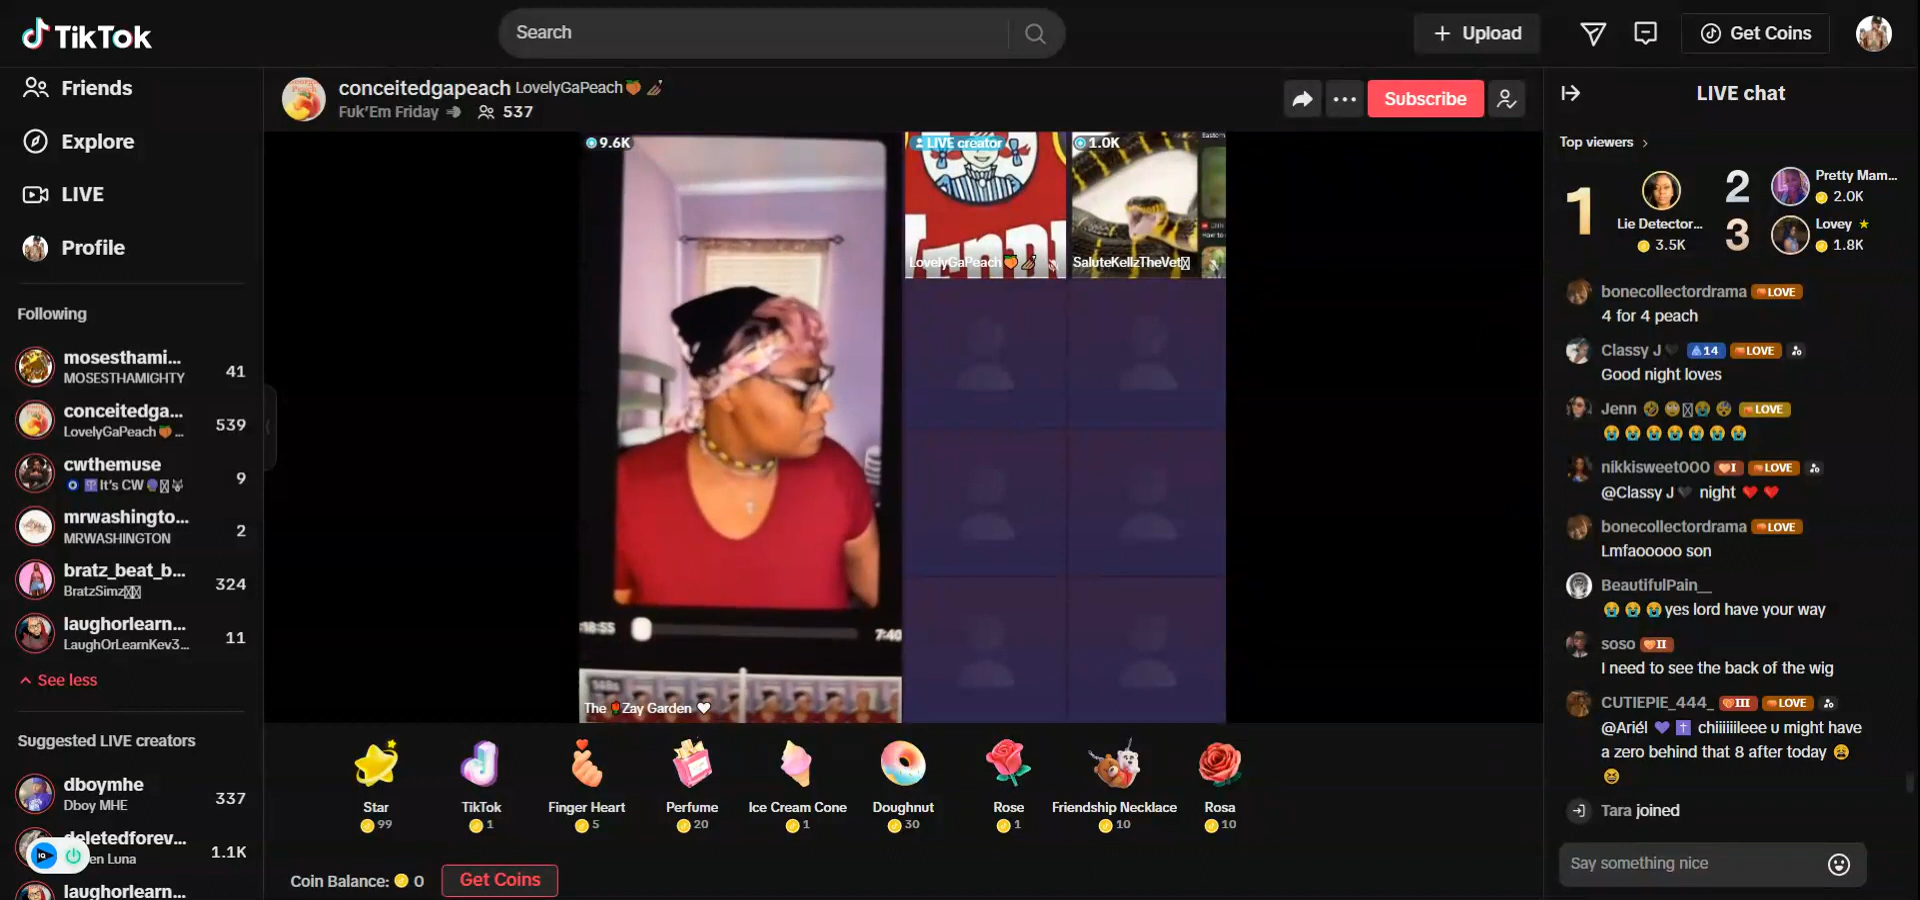 TikTok
Search
Upload
Get Coins
Friends
Explore
LIVE
Profile
Following
mosesthami...
MOSESTHAMIGHTY
41
conceitedga...
LovelyGaPeach🍑...
539
cwthemuse
🧿 It's CW
9
mrwashingto...
MRWASHINGTON
2
bratz_beat_b...
BratzSimz
324
laughorlearn...
LaughOrLearnKev3...
11
See less
Suggested LIVE creators
dboymhe
Dboy MHE
337
deletedforev...
en Luna
1.1K
laughorlearn...
conceitedgapeach LovelyGaPeach🍑💅🏾
Fuk'Em Friday
537
Subscribe
9.6K
LIVE creator
1.0K
LovelyGaPeach🍑💅🏾
SaluteKellzTheVet
18:55
7:40
The 🌹Zay Garden 🤍
Star
99
TikTok
1
Finger Heart
5
Perfume
20
Ice Cream Cone
1
Doughnut
30
Rose
1
Friendship Necklace
10
Rosa
10
Coin Balance: 0
Get Coins
LIVE chat
Top viewers
1
Lie Detector...
3.5K
2
Pretty Mam...
2.0K
3
Lovey ⭐
1.8K
bonecollectordrama LOVE
4 for 4 peach
Classy J🖤 14 LOVE
Good night loves
Jenn LOVE
😭😭😭😭😭😭😭
nikkisweet000 I LOVE
@Classy J🖤 night ❤️❤️
bonecollectordrama LOVE
Lmfaooooo son
BeautifulPain__
😭😭😭yes lord have your way
soso II
I need to see the back of the wig
CUTIEPIE_444_ III LOVE
@Ariél 💜✝️ chiiiiiileee u might have
a zero behind that 8 after today 😩
😫
Tara joined
Say something nice